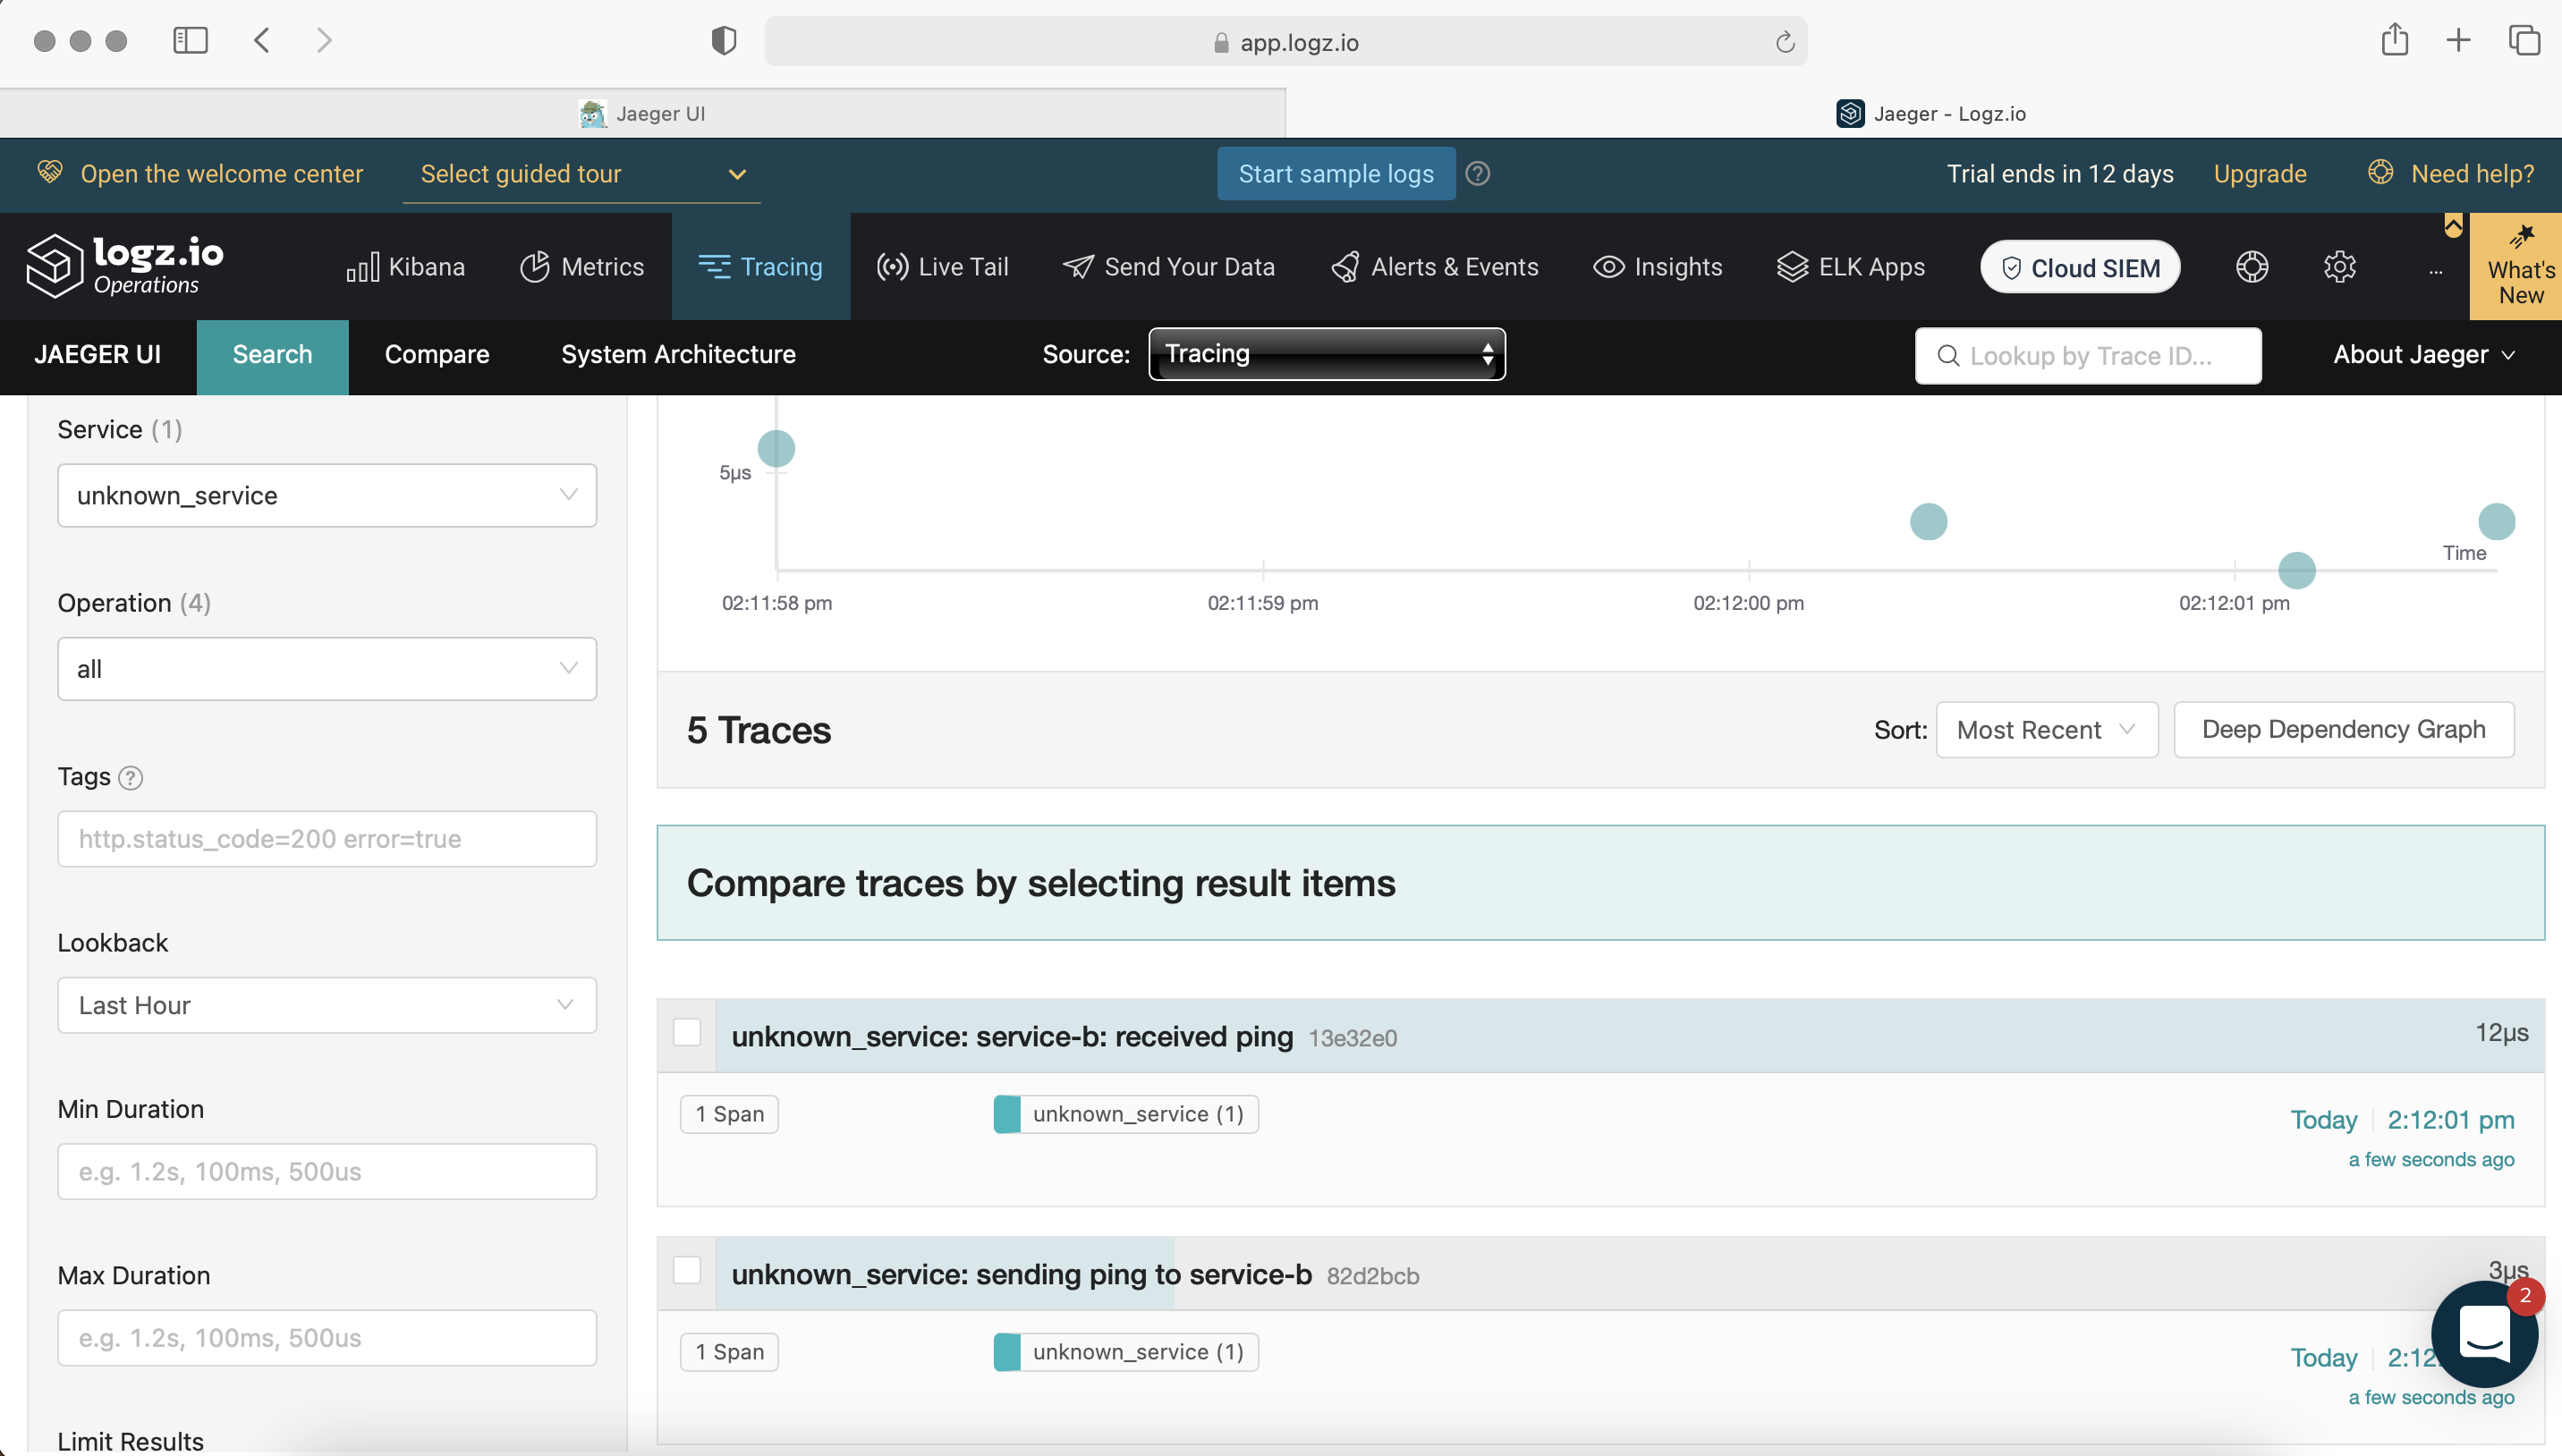 app.logz.io
Jaeger UI
Jaeger - Logz.io
Open the welcome center
Select guided tour
Start sample logs
Trial ends in 12 days
Upgrade
Need help?
logz.io
Operations
Kibana
Metrics
Tracing
Live Tail
Send Your Data
Alerts & Events
Insights
ELK Apps
Cloud SIEM
...
What's
New
JAEGER UI
Search
Compare
System Architecture
Source:
Tracing
Lookup by Trace ID...
About Jaeger
Service (1)
unknown_service
Operation (4)
all
Tags
http.status_code=200 error=true
Lookback
Last Hour
Min Duration
e.g. 1.2s, 100ms, 500us
Max Duration
e.g. 1.2s, 100ms, 500us
Limit Results
5μs
Time
02:11:58 pm
02:11:59 pm
02:12:00 pm
02:12:01 pm
5 Traces
Sort:
Most Recent
Deep Dependency Graph
Compare traces by selecting result items
unknown_service: service-b: received ping 13e32e0
12μs
1 Span
unknown_service (1)
Today
2:12:01 pm
a few seconds ago
unknown_service: sending ping to service-b 82d2bcb
3μs
2
1 Span
unknown_service (1)
Today
2:12
a few seconds ago